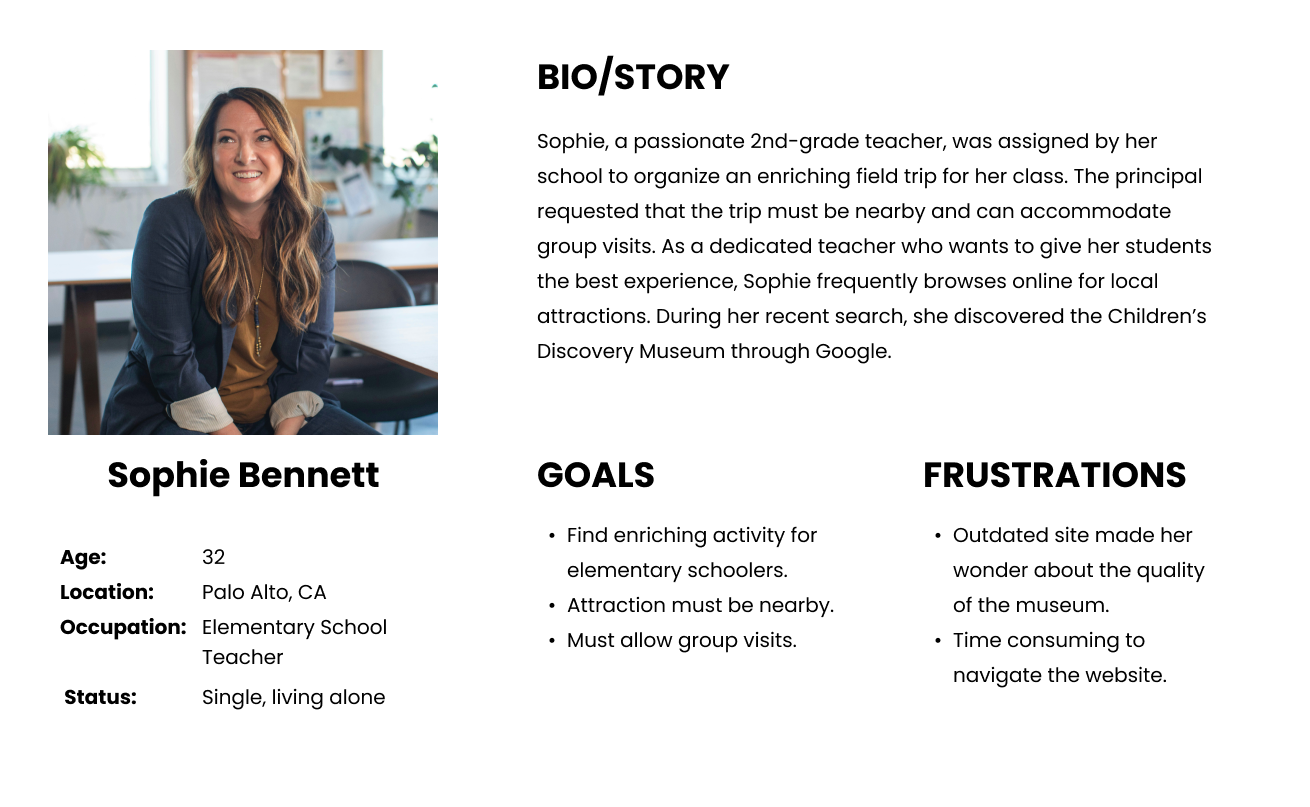 BIO/STORY
Sophie, a passionate 2nd-grade teacher, was assigned by her
school to organize an enriching field trip for her class. The principal
requested that the trip must be nearby and can accommodate
group visits. As a dedicated teacher who wants to give her students
the best experience, Sophie frequently browses online for local
attractions. During her recent search, she discovered the Children’s
Discovery Museum through Google.
Sophie Bennett
Age: 32
Location: Palo Alto, CA
Occupation: Elementary School
Teacher
Status: Single, living alone
GOALS
• Find enriching activity for
elementary schoolers.
• Attraction must be nearby.
• Must allow group visits.
FRUSTRATIONS
• Outdated site made her
wonder about the quality
of the museum.
• Time consuming to
navigate the website.